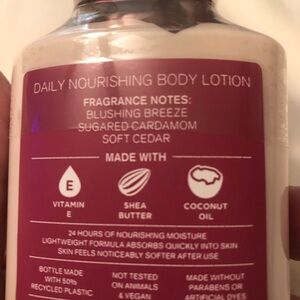 DAILY NOURISHING BODY LOTION
FRAGRANCE NOTES:
BLUSHING BREEZE
SUGARED CARDAMOM
SOFT CEDAR
MADE WITH
E
VITAMIN
E
SHEA
BUTTER
COCONUT
OIL
24 HOURS OF NOURISHING MOISTURE
LIGHTWEIGHT FORMULA ABSORBS QUICKLY INTO SKIN
SKIN FEELS NOTICEABLY SOFTER AFTER USE
BOTTLE MADE
WITH 50%
RECYCLED PLASTIC
NOT TESTED
ON ANIMALS
& VEGAN
MADE WITHOUT
PARABENS OR
ARTIFICIAL DYES